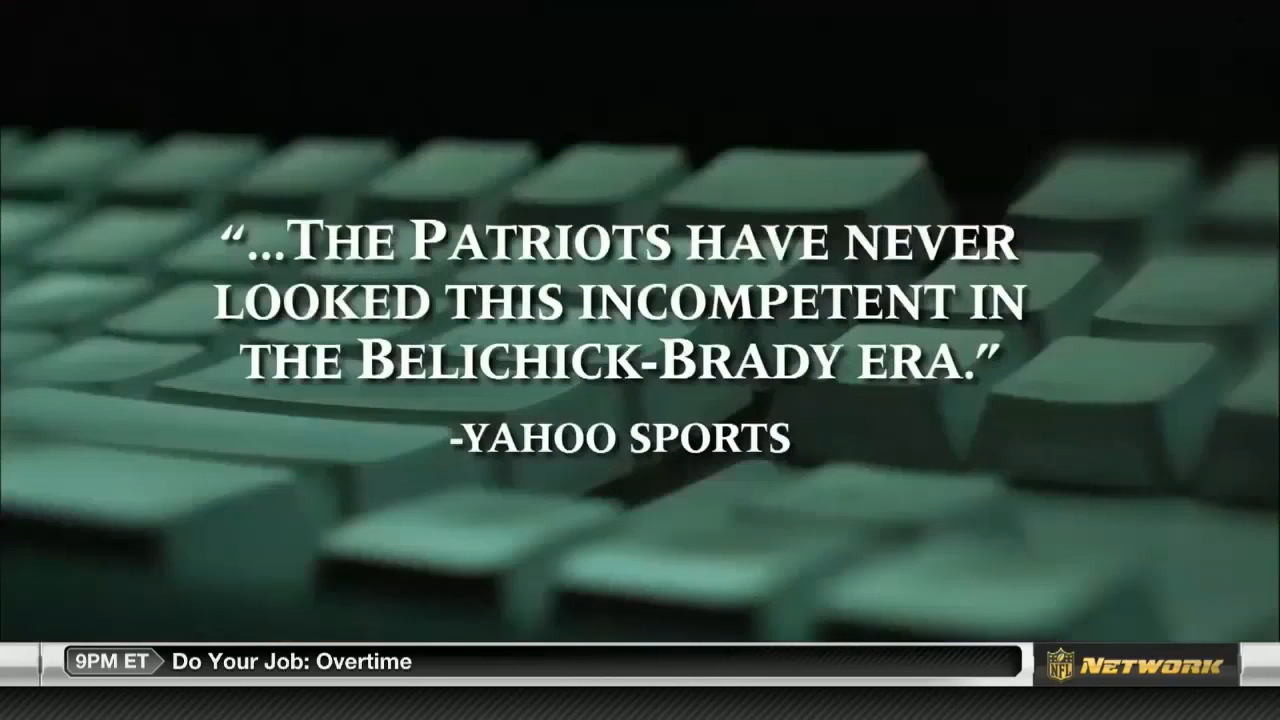 “...THE PATRIOTS HAVE NEVER
LOOKED THIS INCOMPETENT IN
THE BELICHICK-BRADY ERA.”
-YAHOO SPORTS
9PM ET Do Your Job: Overtime
NFL NETWORK